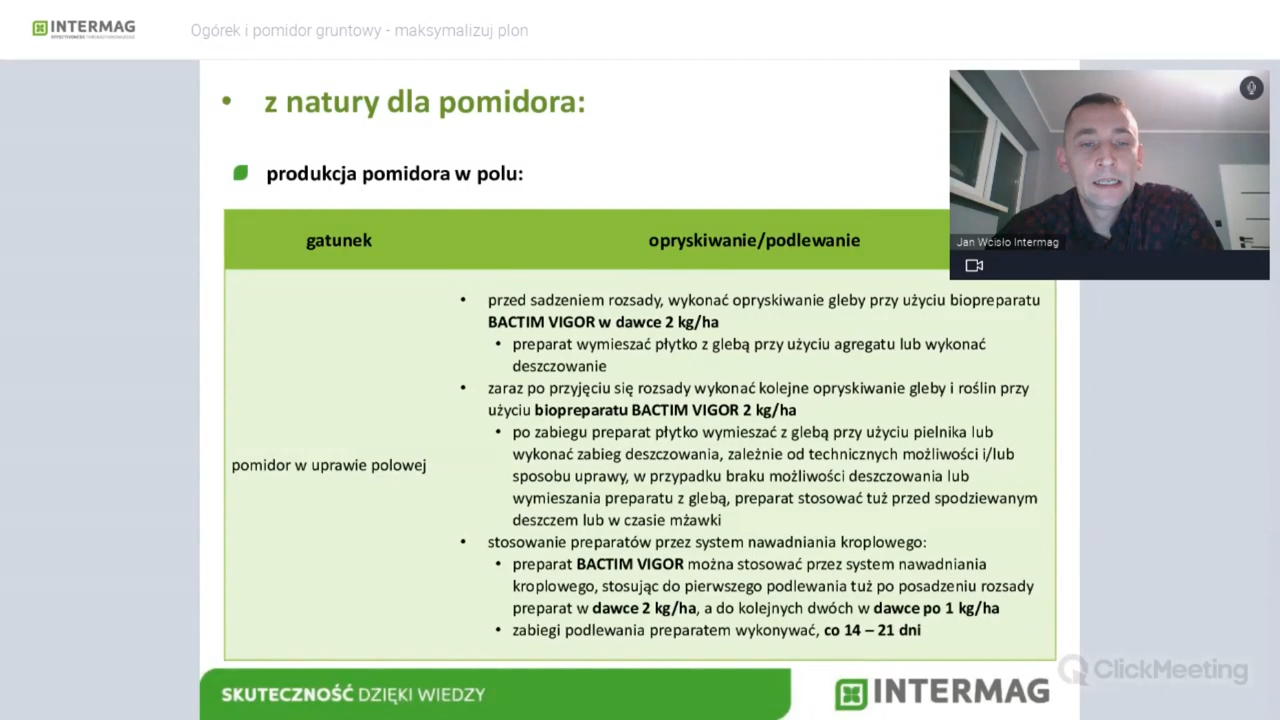 INTERMAG
Ogórek i pomidor gruntowy - maksymalizuj plon
• z natury dla pomidora:
produkcja pomidora w polu:
Jan Wcisło Intermag
gatunek
opryskiwanie/podlewanie
pomidor w uprawie polowej
• przed sadzeniem rozsady, wykonać opryskiwanie gleby przy użyciu biopreparatu
BACTIM VIGOR w dawce 2 kg/ha
• preparat wymieszać płytko z glebą przy użyciu agregatu lub wykonać
deszczowanie
• zaraz po przyjęciu się rozsady wykonać kolejne opryskiwanie gleby i roślin przy
użyciu biopreparatu BACTIM VIGOR 2 kg/ha
• po zabiegu preparat płytko wymieszać z glebą przy użyciu pielnika lub
wykonać zabieg deszczowania, zależnie od technicznych możliwości i/lub
sposobu uprawy, w przypadku braku możliwości deszczowania lub
wymieszania preparatu z glebą, preparat stosować tuż przed spodziewanym
deszczem lub w czasie mżawki
• stosowanie preparatów przez system nawadniania kroplowego:
• preparat BACTIM VIGOR można stosować przez system nawadniania
kroplowego, stosując do pierwszego podlewania tuż po posadzeniu rozsady
preparat w dawce 2 kg/ha, a do kolejnych dwóch w dawce po 1 kg/ha
• zabiegi podlewania preparatem wykonywać, co 14 – 21 dni
SKUTECZNOŚĆ DZIĘKI WIEDZY
INTERMAG
ClickMeeting